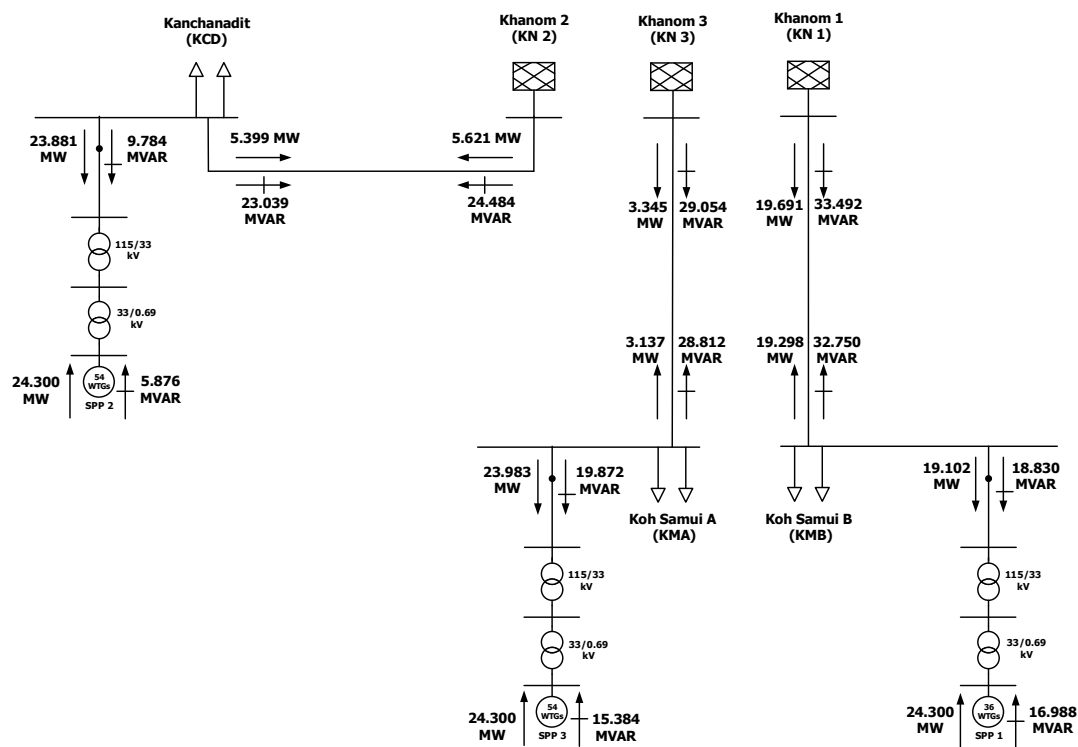 Kanchanadit
(KCD)
Khanom 2
(KN 2)
Khanom 3
(KN 3)
Khanom 1
(KN 1)
23.881
MW
9.784
MVAR
5.399 MW
5.621 MW
23.039
MVAR
24.484
MVAR
3.345
MW
29.054
MVAR
19.691
MW
33.492
MVAR
115/33
kV
33/0.69
kV
24.300
MW
54
WTGs
SPP 2
5.876
MVAR
3.137
MW
28.812
MVAR
19.298
MW
32.750
MVAR
23.983
MW
19.872
MVAR
Koh Samui A
(KMA)
Koh Samui B
(KMB)
19.102
MW
18.830
MVAR
115/33
kV
33/0.69
kV
24.300
MW
54
WTGs
SPP 3
15.384
MVAR
115/33
kV
33/0.69
kV
24.300
MW
36
WTGs
SPP 1
16.988
MVAR